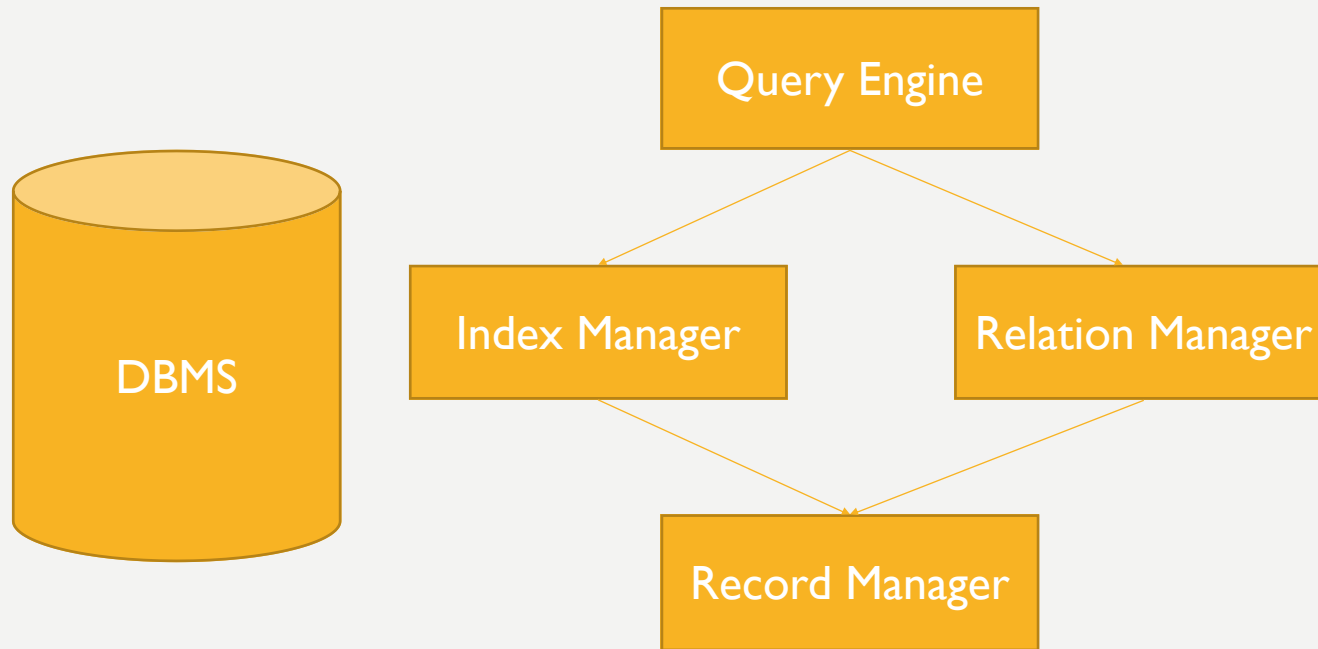 Query Engine
Index Manager
Relation Manager
DBMS
Record Manager